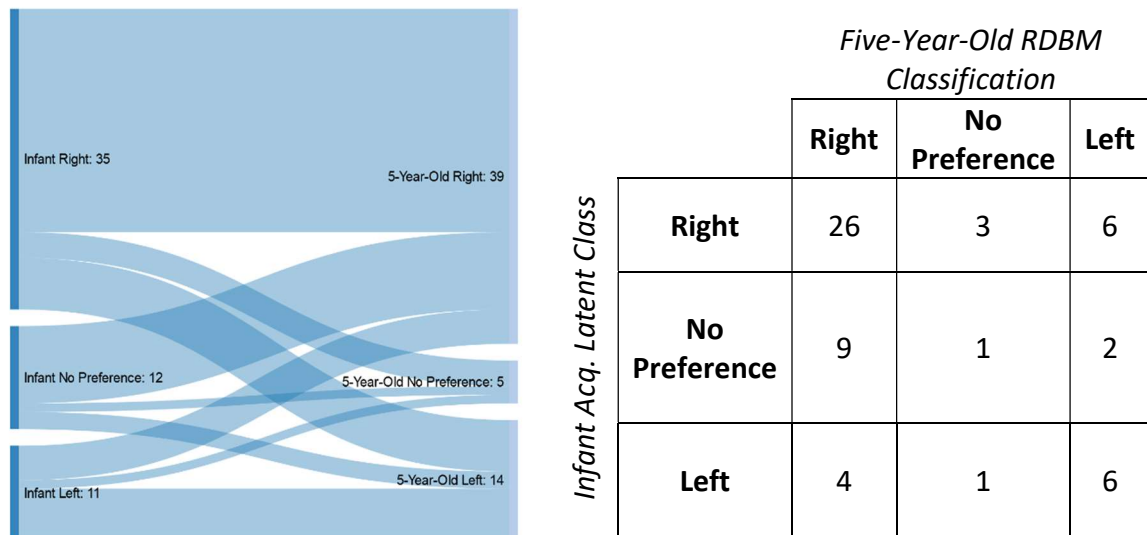 Infant Right: 35
5-Year-Old Right: 39
Infant No Preference: 12
5-Year-Old No Preference: 5
Infant Left: 11
5-Year-Old Left: 14
Five-Year-Old RDBM
Classification
Right No Preference Left
Infant Acq. Latent Class
Right 26 3 6
No Preference 9 1 2
Left 4 1 6